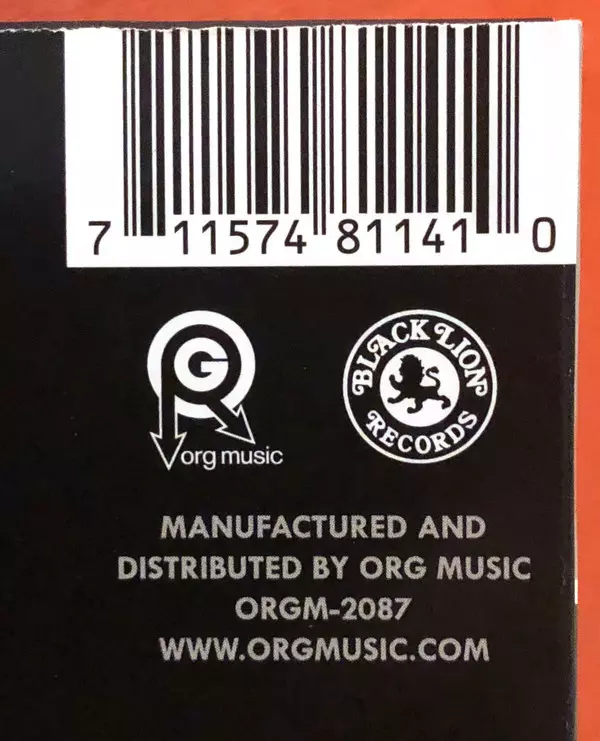 7 11574 81141 0
RG
org music
BLACK LION
RECORDS
MANUFACTURED AND
DISTRIBUTED BY ORG MUSIC
ORGM-2087
WWW.ORGMUSIC.COM